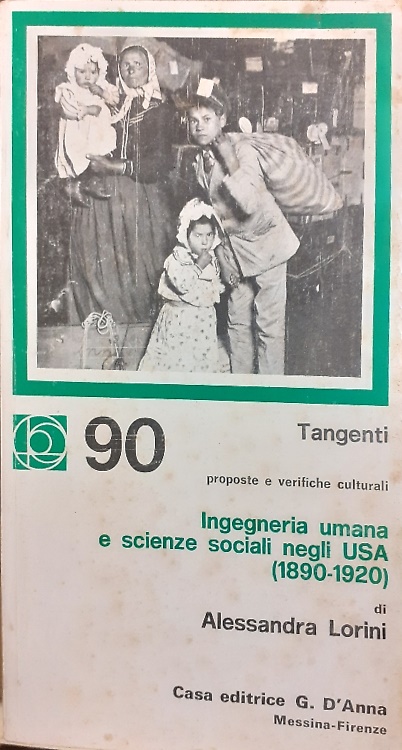 90
Tangenti
proposte e verifiche culturali
Ingegneria umana
e scienze sociali negli USA
(1890-1920)
di
Alessandra Lorini
Casa editrice G. D'Anna
Messina-Firenze